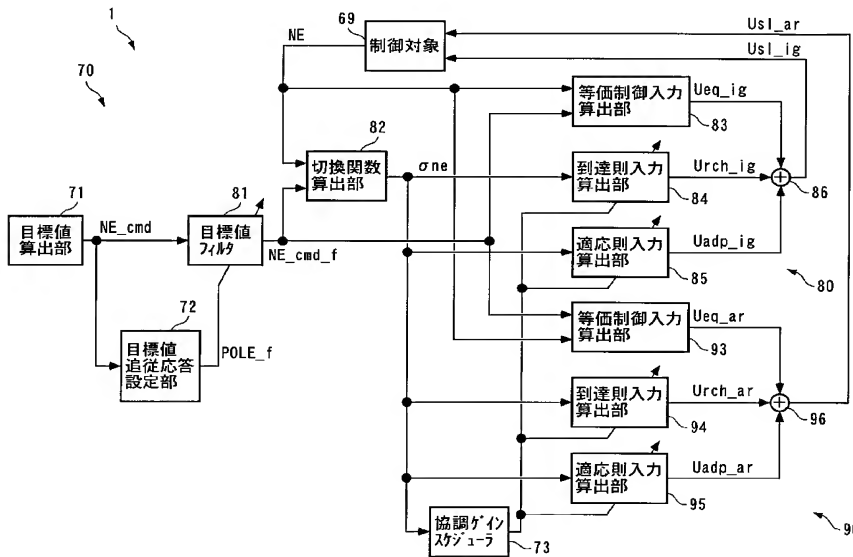 1
70
NE
69
制御対象
Usl_ar
Usl_ig
等価制御入力
算出部
83
Ueq_ig
82
切換関数
算出部
σne
到達則入力
算出部
84
Urch_ig
86
71
目標値
算出部
NE_cmd
81
目標値
フィルタ
NE_cmd_f
適応則入力
算出部
85
Uadp_ig
80
72
目標値
追従応答
設定部
POLE_f
等価制御入力
算出部
93
Ueq_ar
到達則入力
算出部
94
Urch_ar
96
適応則入力
算出部
95
Uadp_ar
協調ゲイン
スケジューラ
73